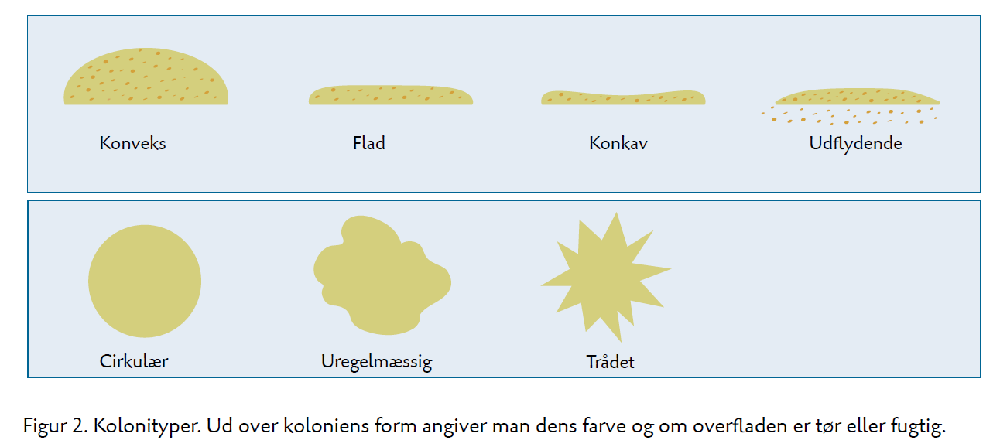 Konveks Flad Konkav Udflydende
Cirkulær Uregelmæssig Trådet
Figur 2. Kolonityper. Ud over koloniens form angiver man dens farve og om overfladen er tør eller fugtig.